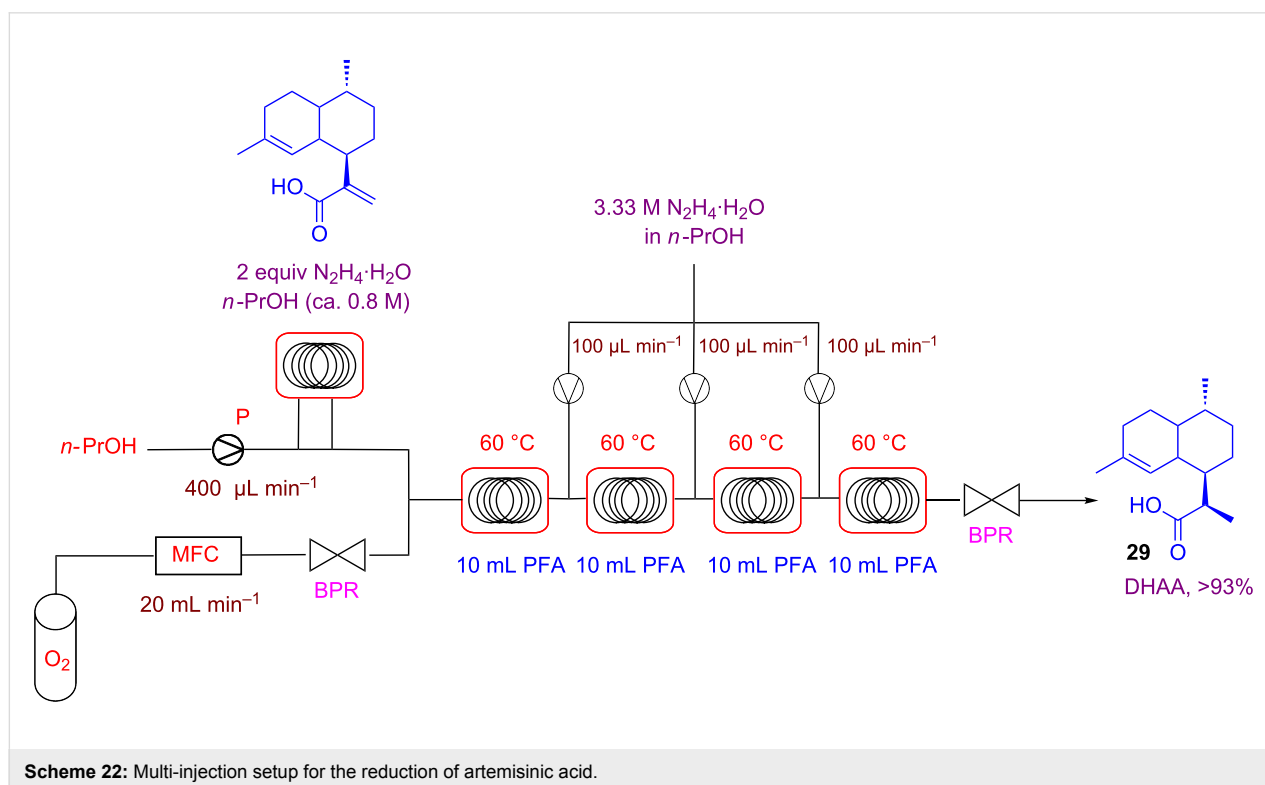 HO
O
2 equiv N₂H₄·H₂O
n-PrOH (ca. 0.8 M)
3.33 M N₂H₄·H₂O
in n-PrOH
100 µL min⁻¹ 100 µL min⁻¹ 100 µL min⁻¹
P
n-PrOH
400 µL min⁻¹
60 °C 60 °C 60 °C 60 °C
10 mL PFA 10 mL PFA 10 mL PFA 10 mL PFA
BPR
MFC
BPR
20 mL min⁻¹
O₂
HO
29 O
DHAA, >93%
Scheme 22: Multi-injection setup for the reduction of artemisinic acid.